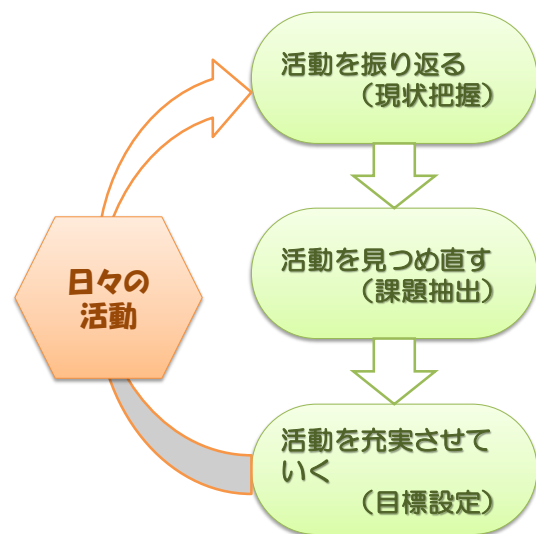 活動を振り返る
（現状把握）
活動を見つめ直す
（課題抽出）
日々の
活動
活動を充実させて
いく
（目標設定）